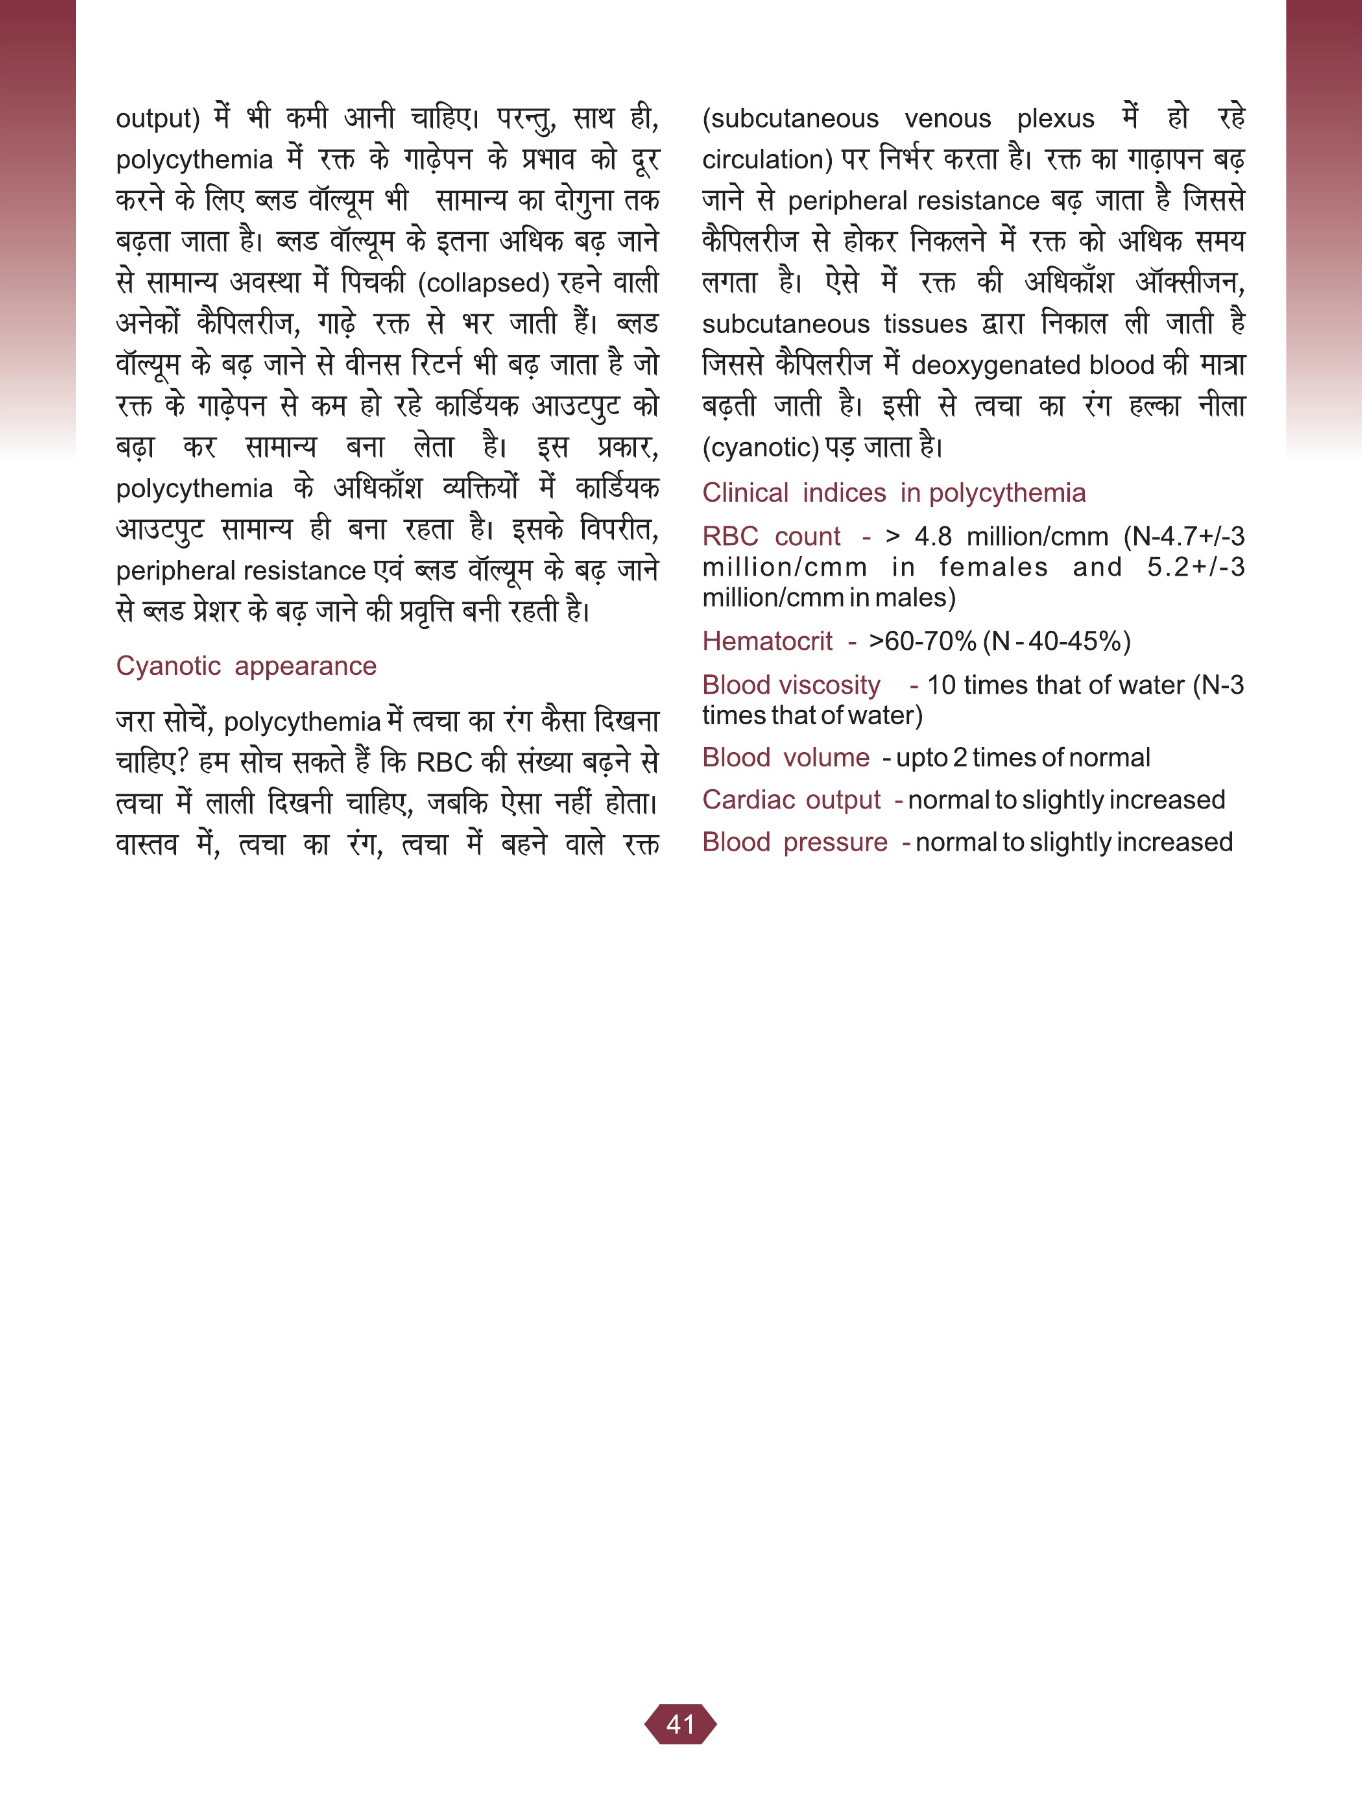 output) में भी कमी आनी चाहिए। परन्तु, साथ ही,
polycythemia में रक्त के गाढ़ेपन के प्रभाव को दूर
करने के लिए ब्लड वॉल्यूम भी सामान्य का दोगुना तक
बढ़ता जाता है। ब्लड वॉल्यूम के इतना अधिक बढ़ जाने
से सामान्य अवस्था में पिचकी (collapsed) रहने वाली
अनेकों कैपिलरीज, गाढ़े रक्त से भर जाती हैं। ब्लड
वॉल्यूम के बढ़ जाने से वीनस रिटर्न भी बढ़ जाता है जो
रक्त के गाढ़ेपन से कम हो रहे कार्डियक आउटपुट को
बढ़ा कर सामान्य बना लेता है। इस प्रकार,
polycythemia के अधिकाँश व्यक्तियों में कार्डियक
आउटपुट सामान्य ही बना रहता है। इसके विपरीत,
peripheral resistance एवं ब्लड वॉल्यूम के बढ़ जाने
से ब्लड प्रेशर के बढ़ जाने की प्रवृत्ति बनी रहती है।
Cyanotic appearance
जरा सोचें, polycythemia में त्वचा का रंग कैसा दिखना
चाहिए? हम सोच सकते हैं कि RBC की संख्या बढ़ने से
त्वचा में लाली दिखनी चाहिए, जबकि ऐसा नहीं होता।
वास्तव में, त्वचा का रंग, त्वचा में बहने वाले रक्त
(subcutaneous venous plexus में हो रहे
circulation) पर निर्भर करता है। रक्त का गाढ़ापन बढ़
जाने से peripheral resistance बढ़ जाता है जिससे
कैपिलरीज से होकर निकलने में रक्त को अधिक समय
लगता है। ऐसे में रक्त की अधिकाँश ऑक्सीजन,
subcutaneous tissues द्वारा निकाल ली जाती है
जिससे कैपिलरीज में deoxygenated blood की मात्रा
बढ़ती जाती है। इसी से त्वचा का रंग हल्का नीला
(cyanotic) पड़ जाता है।
Clinical indices in polycythemia
RBC count - > 4.8 million/cmm (N-4.7+/-3
million/cmm in females and 5.2+/-3
million/cmm in males)
Hematocrit - >60-70% (N - 40-45%)
Blood viscosity - 10 times that of water (N-3
times that of water)
Blood volume - upto 2 times of normal
Cardiac output - normal to slightly increased
Blood pressure - normal to slightly increased
41